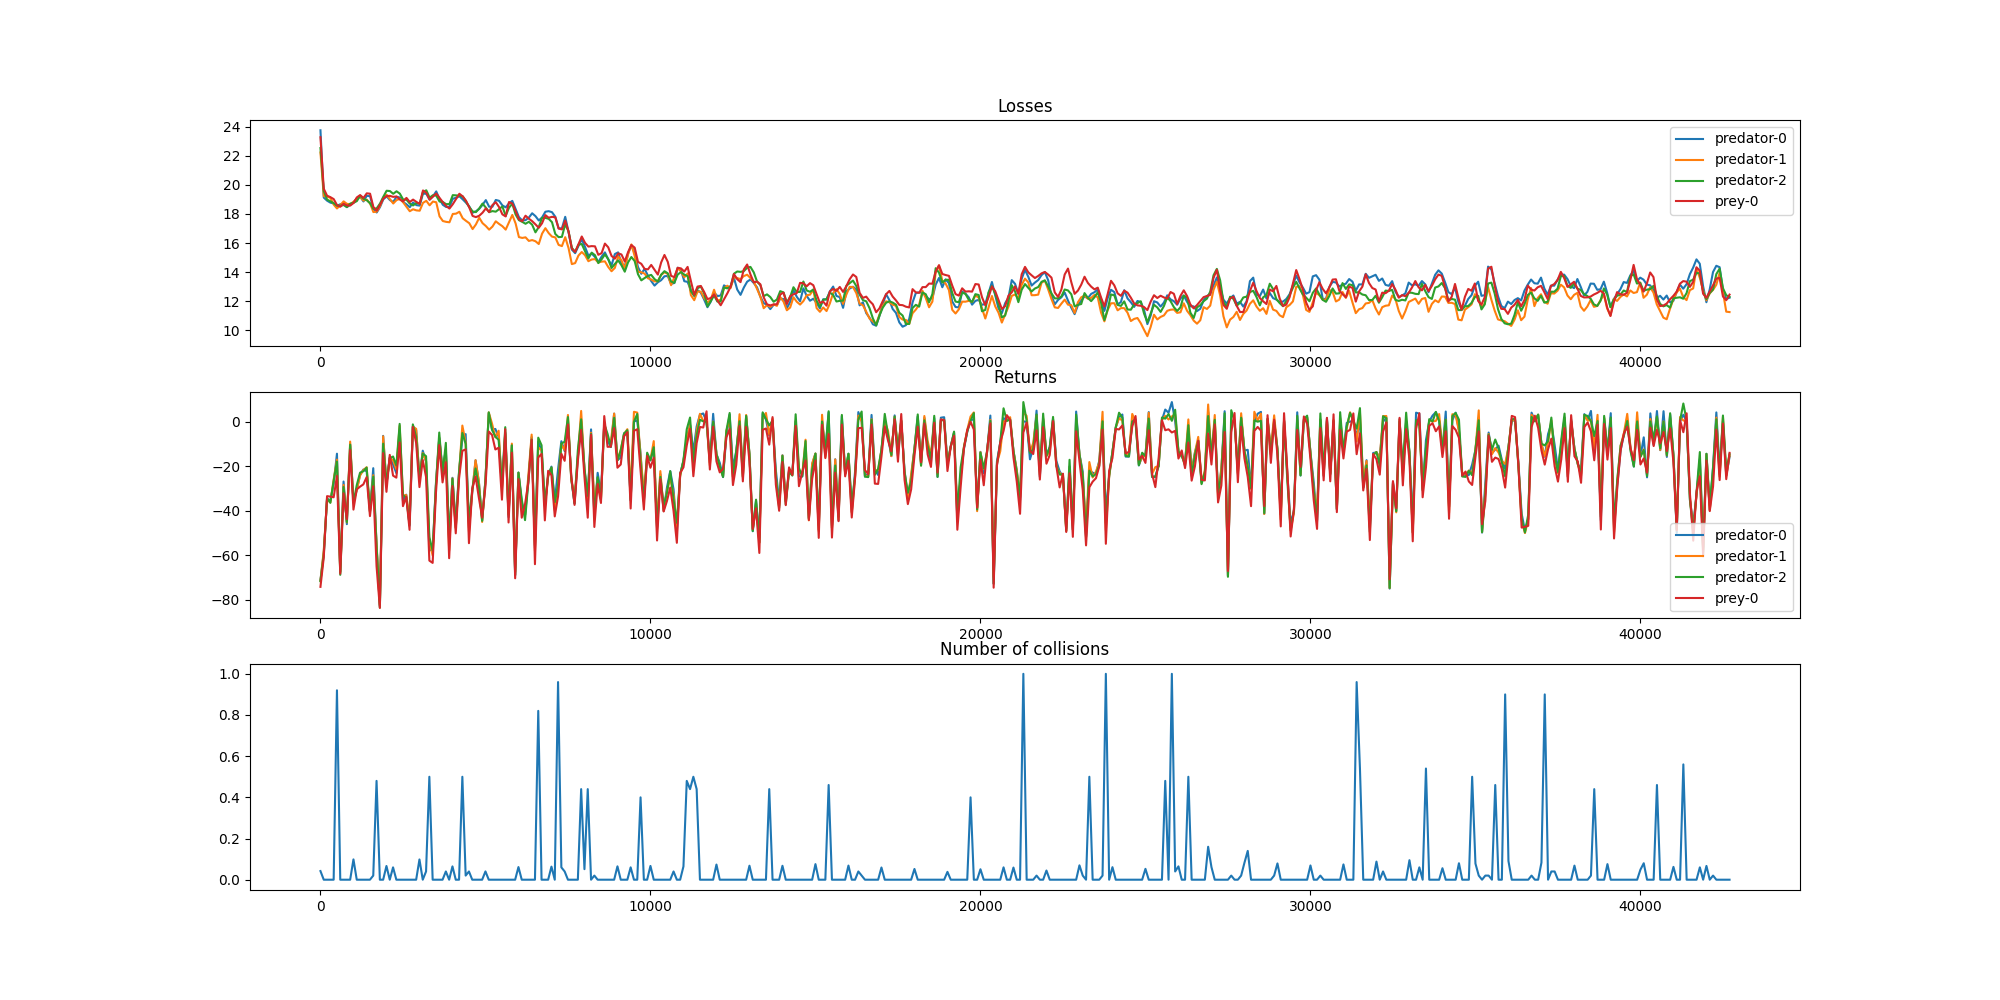 Losses
24
22
20
18
16
14
12
10
predator-0
predator-1
predator-2
prey-0
0 10000 20000 30000 40000
Returns
0
−20
−40
−60
−80
predator-0
predator-1
predator-2
prey-0
0 10000 20000 30000 40000
Number of collisions
1.0
0.8
0.6
0.4
0.2
0.0
0 10000 20000 30000 40000